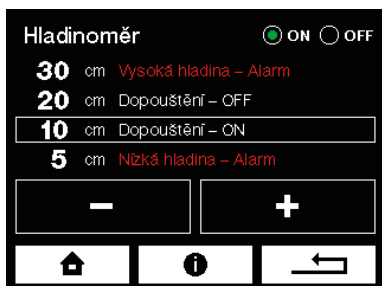 Hladinoměr ON OFF
30 cm Vysoká hladina – Alarm
20 cm Dopouštění – OFF
10 cm Dopouštění – ON
5 cm Nízká hladina – Alarm
– +